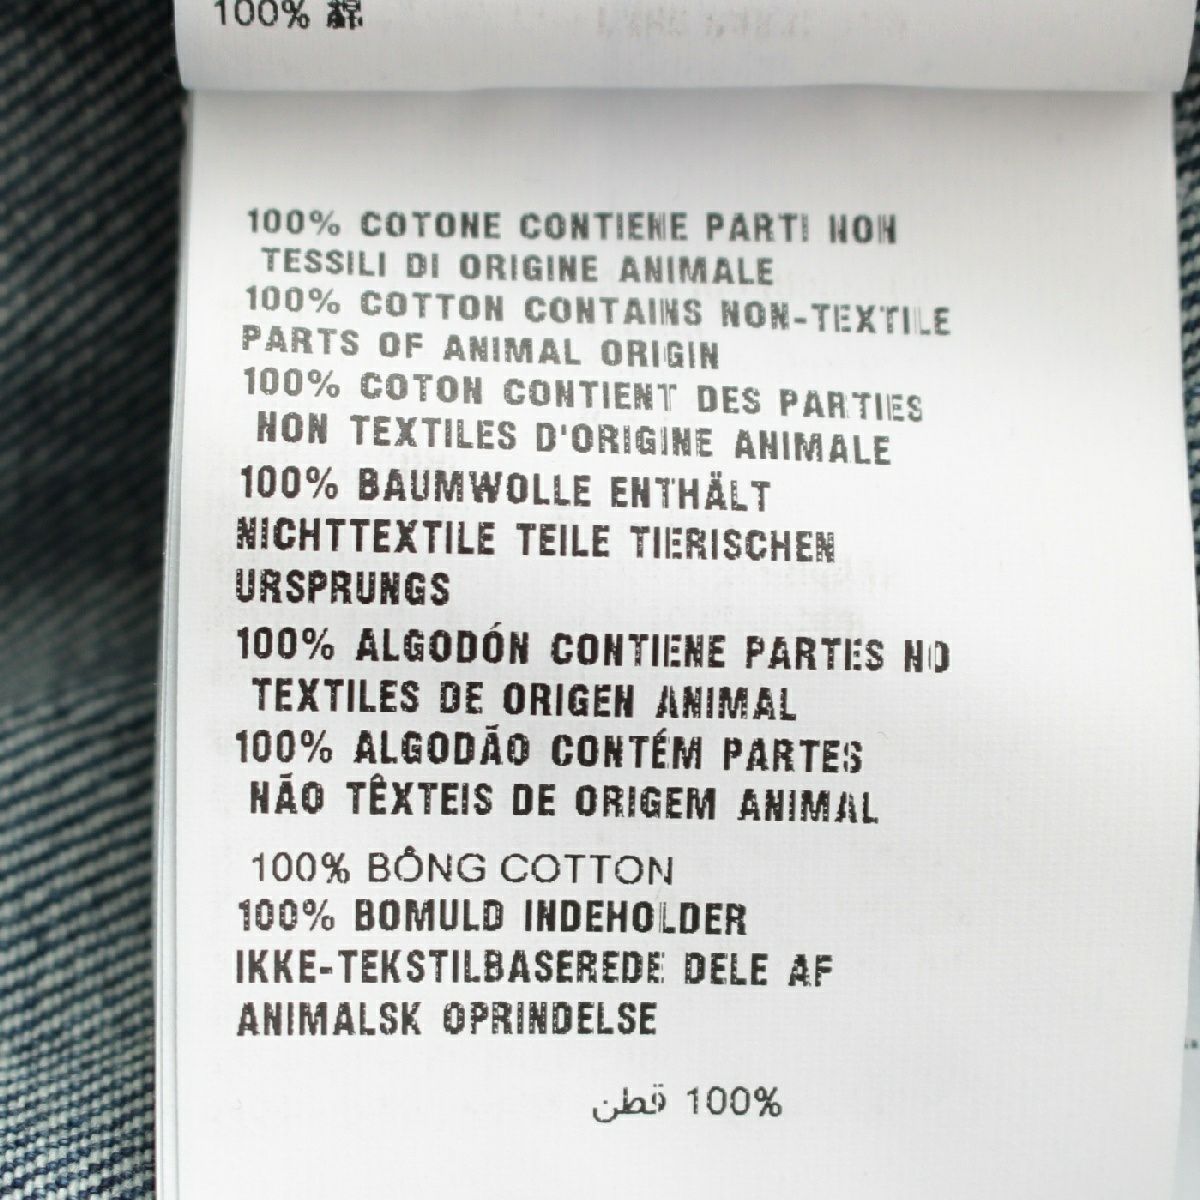 100% 綿
100% COTONE CONTIENE PARTI NON
TESSILI DI ORIGINE ANIMALE
100% COTTON CONTAINS NON-TEXTILE
PARTS OF ANIMAL ORIGIN
100% COTON CONTIENT DES PARTIES
NON TEXTILES D'ORIGINE ANIMALE
100% BAUMWOLLE ENTHÄLT
NICHTTEXTILE TEILE TIERISCHEN
URSPRUNGS
100% ALGODÓN CONTIENE PARTES NO
TEXTILES DE ORIGEN ANIMAL
100% ALGODÃO CONTÉM PARTES
NÃO TÊXTEIS DE ORIGEM ANIMAL
100% BÔNG COTTON
100% BOMULD INDEHOLDER
IKKE-TEKSTILBASEREDE DELE AF
ANIMALSK OPRINDELSE
100% قطن